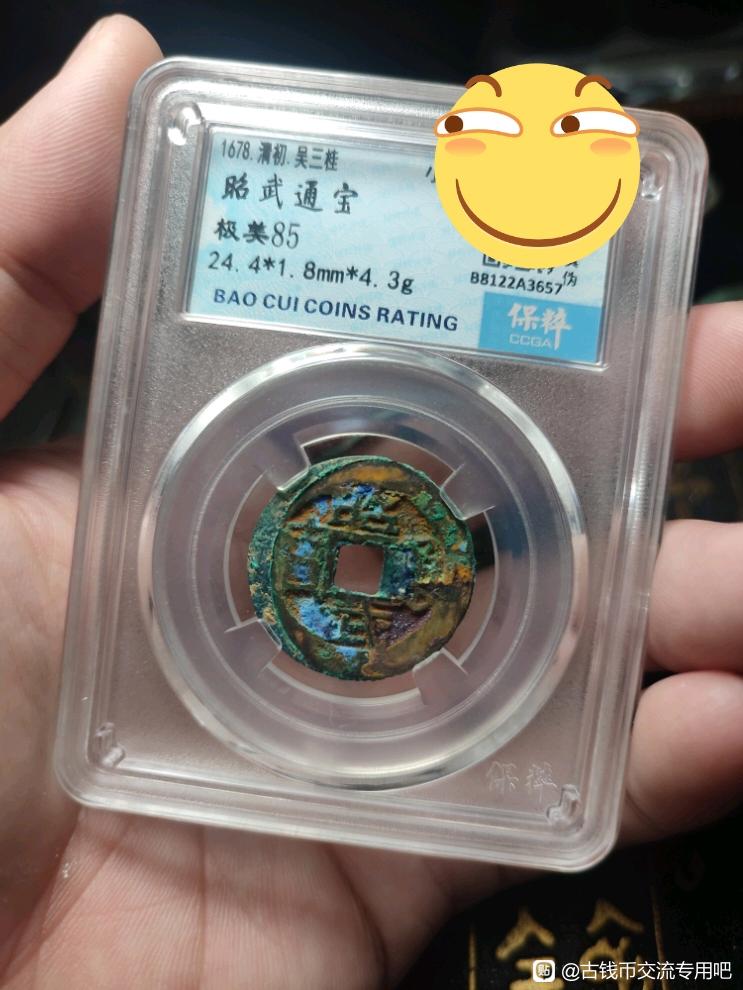 1678.清初.吴三桂
昭武通宝
极美85
24.4*1.8mm*4.3g
BAO CUI COINS RATING
B8122A3657
伪
保粹
CCGA
保粹
贴 @古钱币交流专用吧